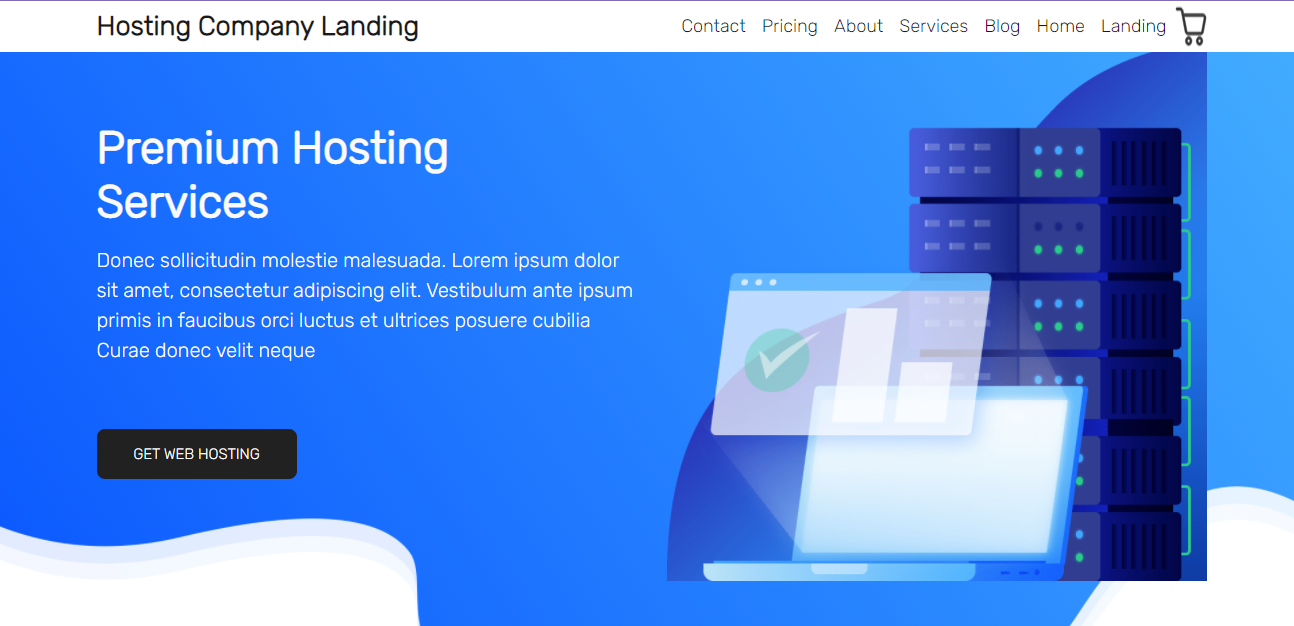 Hosting Company Landing
Contact Pricing About Services Blog Home Landing
Premium Hosting
Services
Donec sollicitudin molestie malesuada. Lorem ipsum dolor
sit amet, consectetur adipiscing elit. Vestibulum ante ipsum
primis in faucibus orci luctus et ultrices posuere cubilia
Curae donec velit neque
GET WEB HOSTING